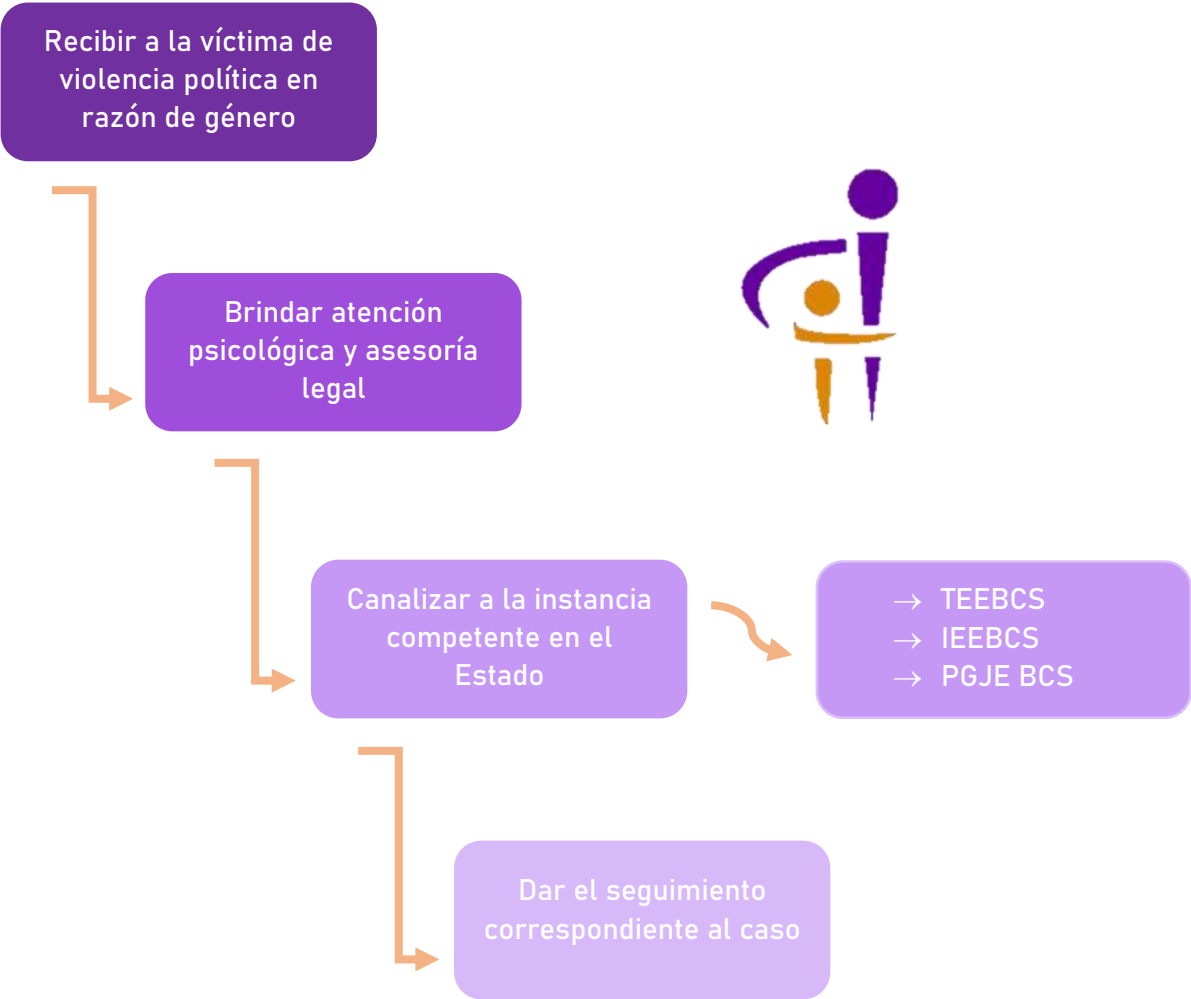 Recibir a la víctima de
violencia política en
razón de género
Brindar atención
psicológica y asesoría
legal
Canalizar a la instancia
competente en el
Estado
→ TEEBCS
→ IEEBCS
→ PGJE BCS
Dar el seguimiento
correspondiente al caso